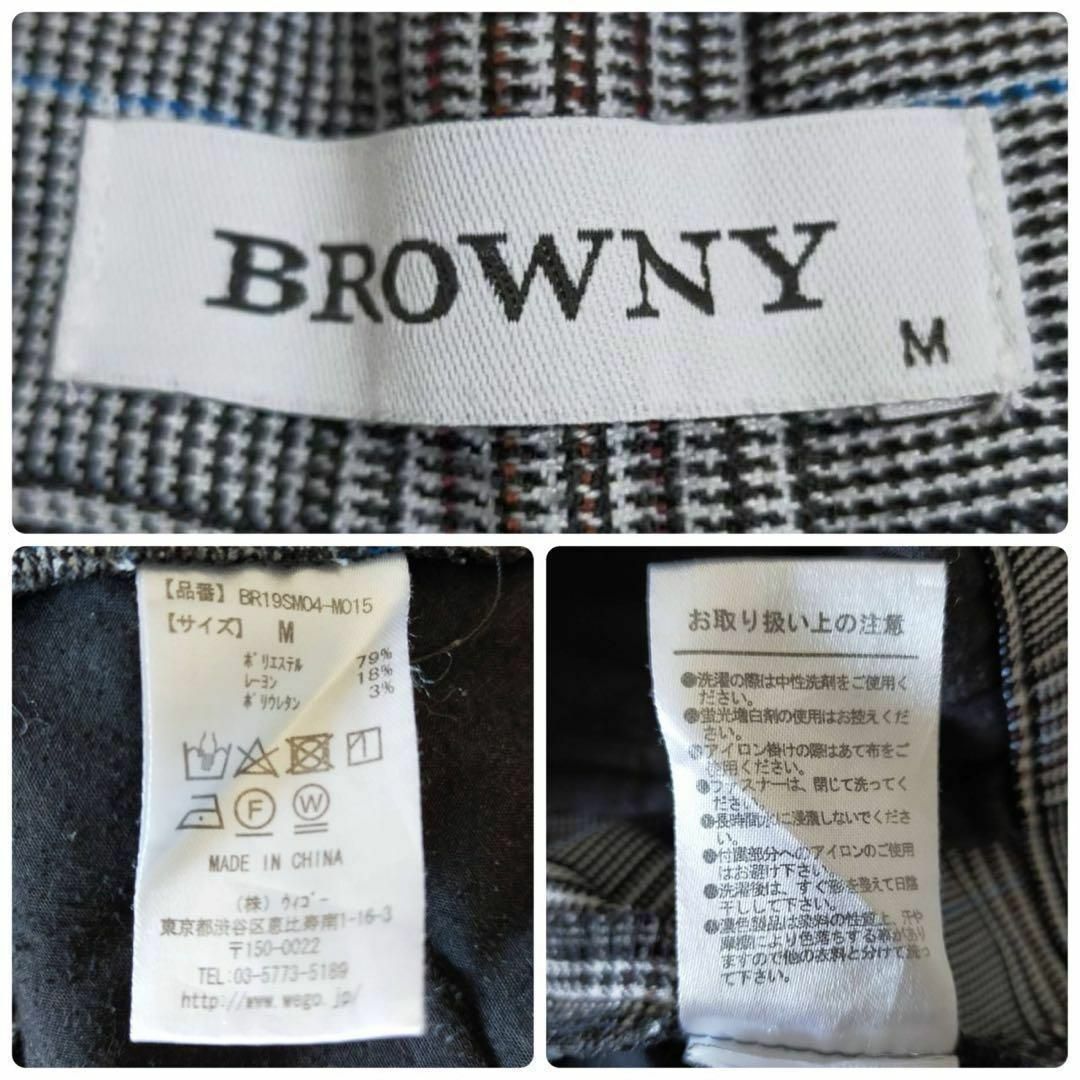 BROWNY
M
【品番】 BR19SM04-M015
【サイズ】 M
ポリエステル 79%
レーヨン 18%
ポリウレタン 3%
F W
MADE IN CHINA
(株) ウィゴー
東京都渋谷区恵比寿南1-16-3
〒150-0022
TEL:03-5773-5189
http://www.wego.jp/
お取り扱い上の注意
●洗濯の際は中性洗剤をご使用く
ださい。
●蛍光増白剤の使用はお控えくだ
さい。
●アイロン掛けの際はあて布をご
使用ください。
●ファスナーは、閉じて洗ってく
ださい。
●長時間水に浸漬しないでくださ
い。
●付属部分へのアイロンのご使用
はお避け下さい。
●洗濯後は、すぐ形を整えて日陰
干しして下さい。
●濃色製品は染料の性質上、汗や
摩擦により色落ちする事があり
ますので他の衣料と分けて洗っ
て下さい。